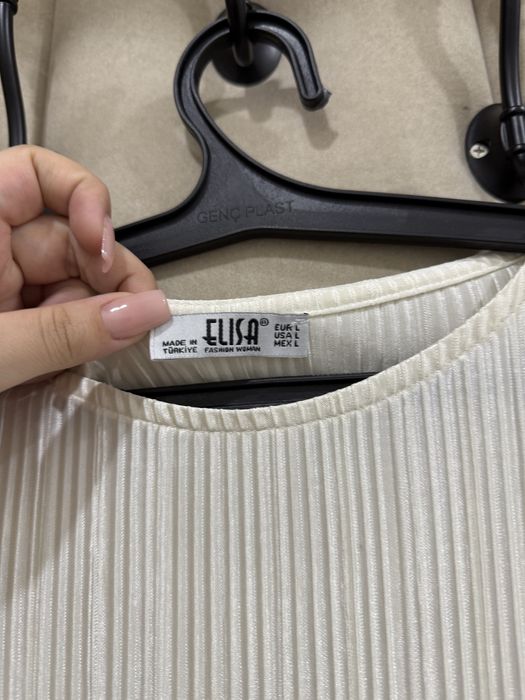 GENÇ PLAST
MADE IN
TÜRKİYE
ELISA®
FASHION WOMAN
EUR L
USA L
MEX L